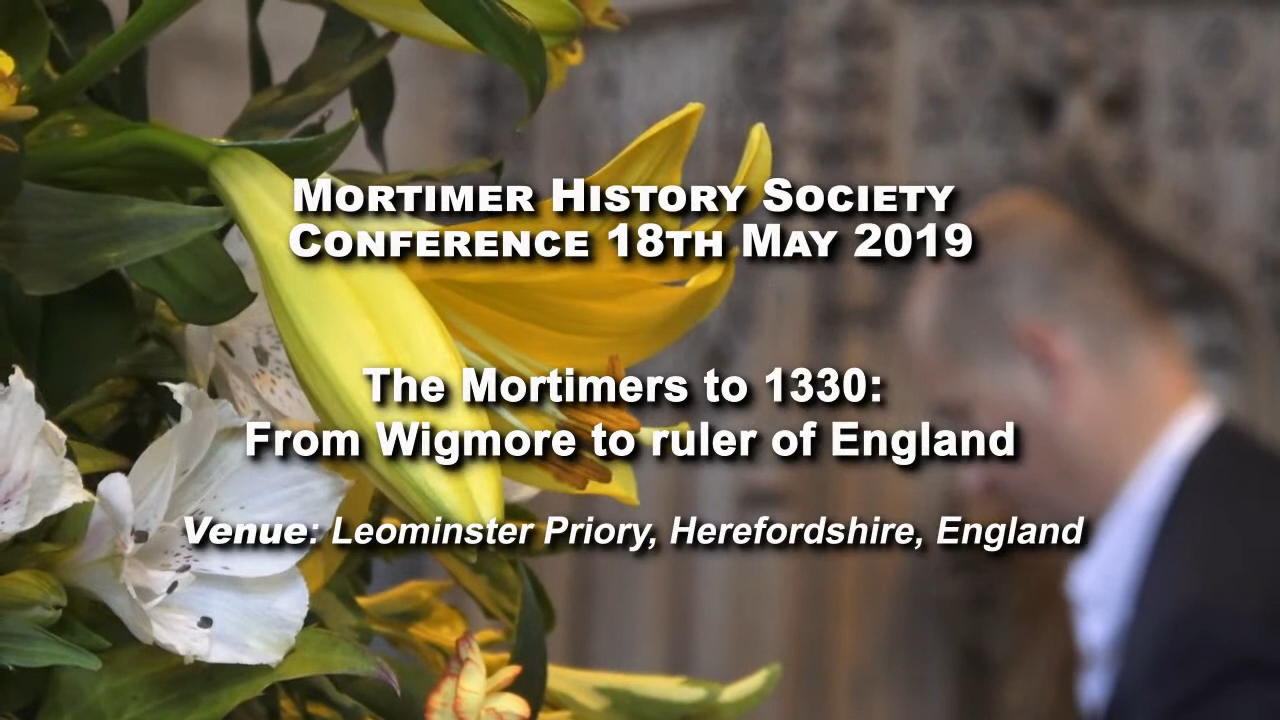 Mortimer History Society
Conference 18th May 2019
The Mortimers to 1330:
From Wigmore to ruler of England
Venue: Leominster Priory, Herefordshire, England